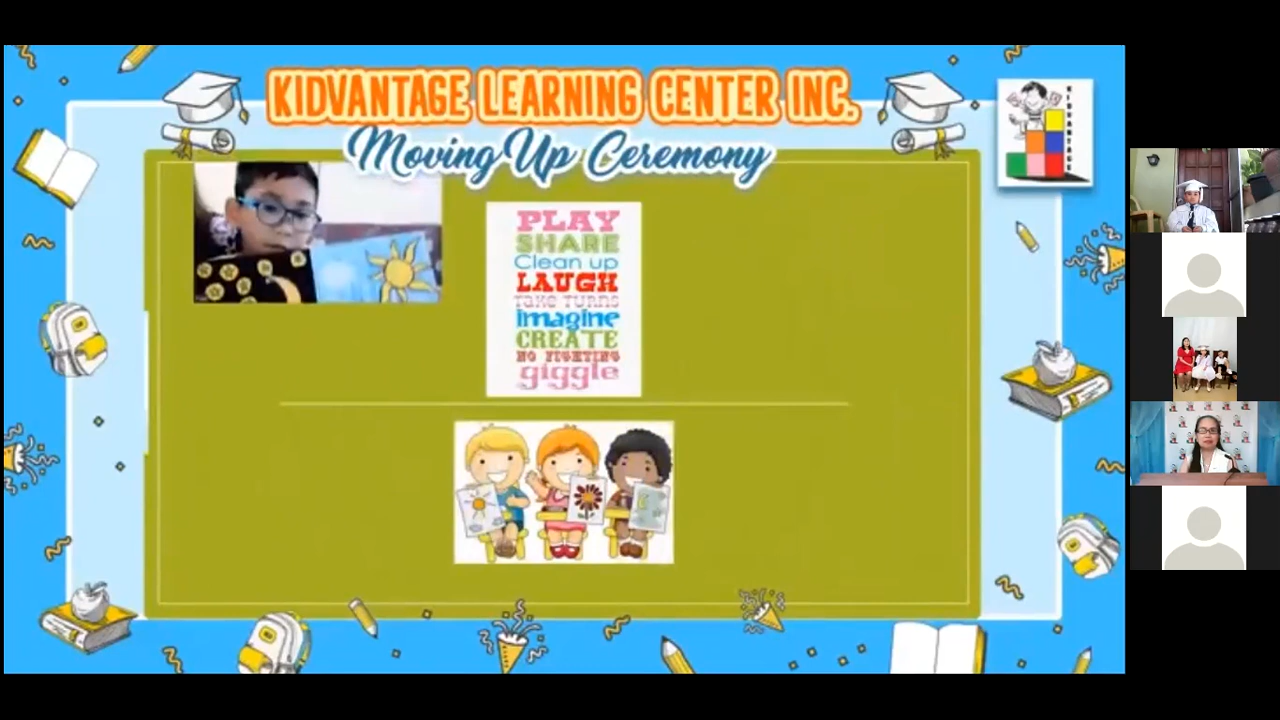 KIDVANTAGE LEARNING CENTER INC.
Moving Up Ceremony
KIDVANTAGE
PLAY
SHARE
Clean up
LAUGH
TAKE TURNS
imagine
CREATE
NO FIGHTING
giggle